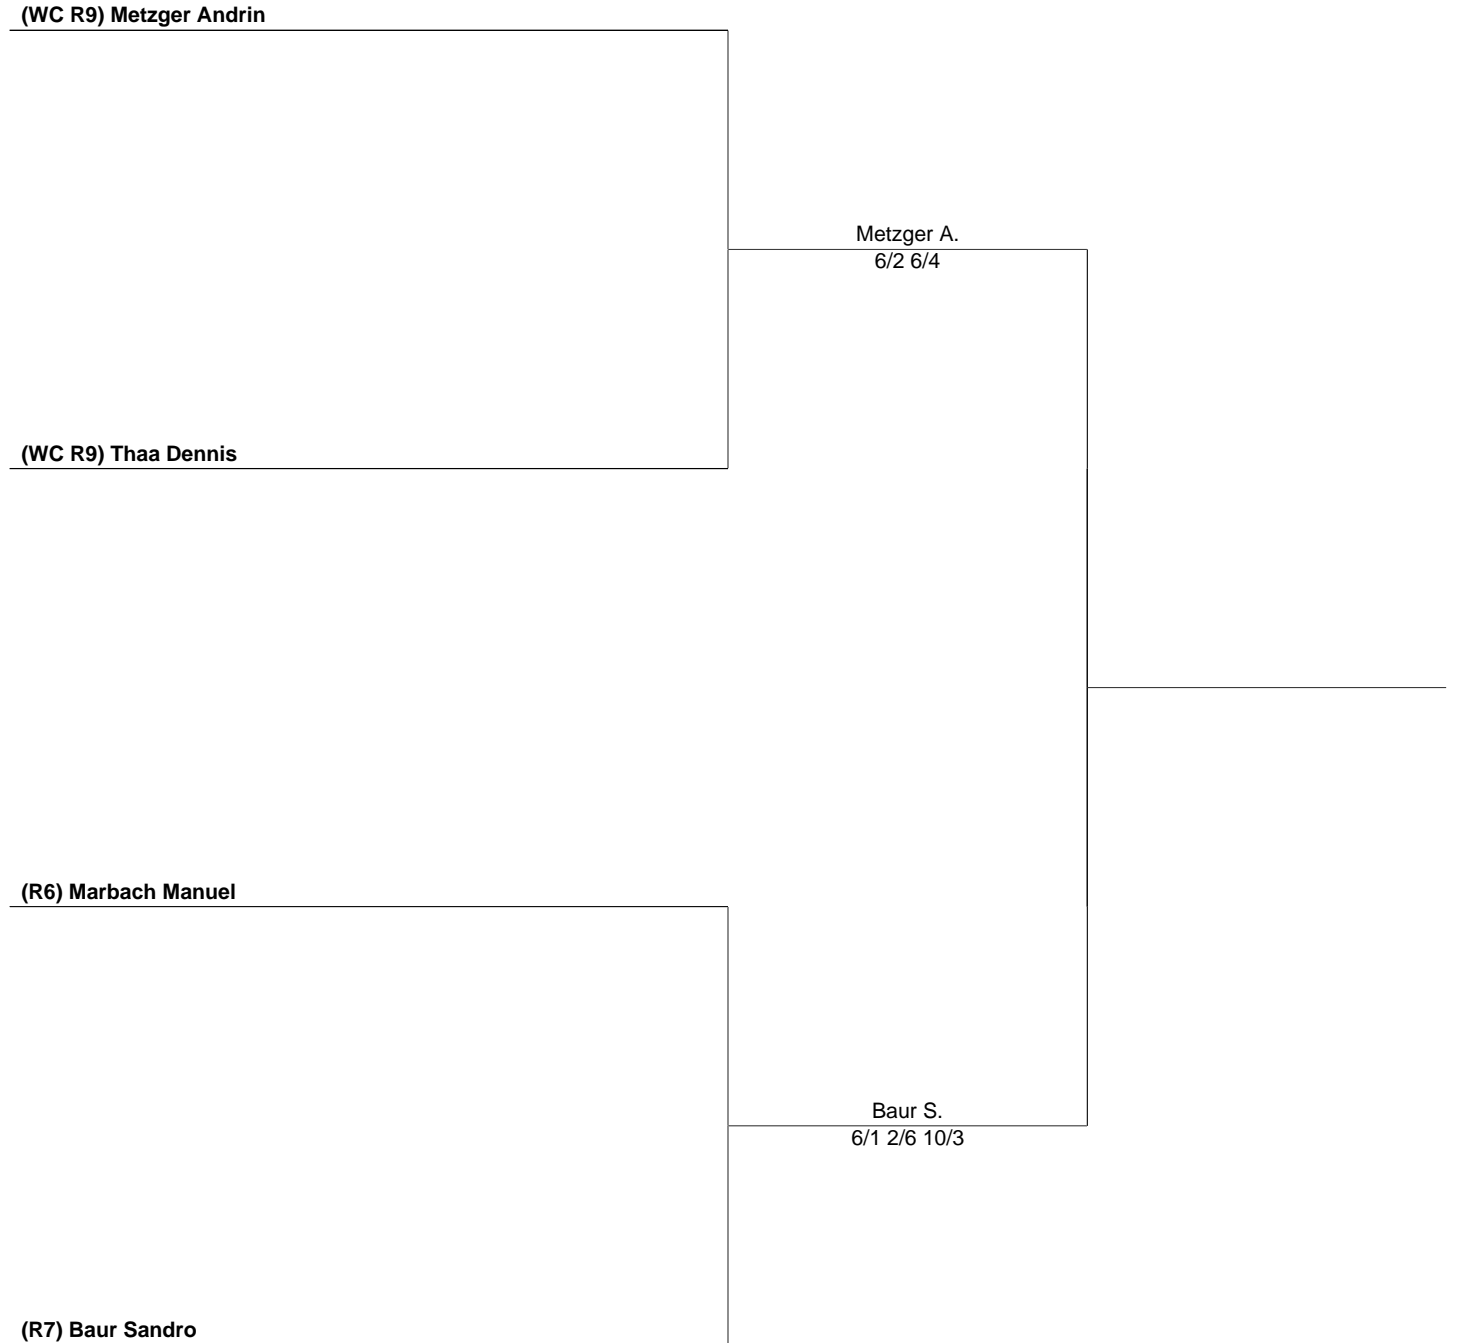 (WC R9) Metzger Andrin
Metzger A.
6/2 6/4
(WC R9) Thaa Dennis
(R6) Marbach Manuel
Baur S.
6/1 2/6 10/3
(R7) Baur Sandro